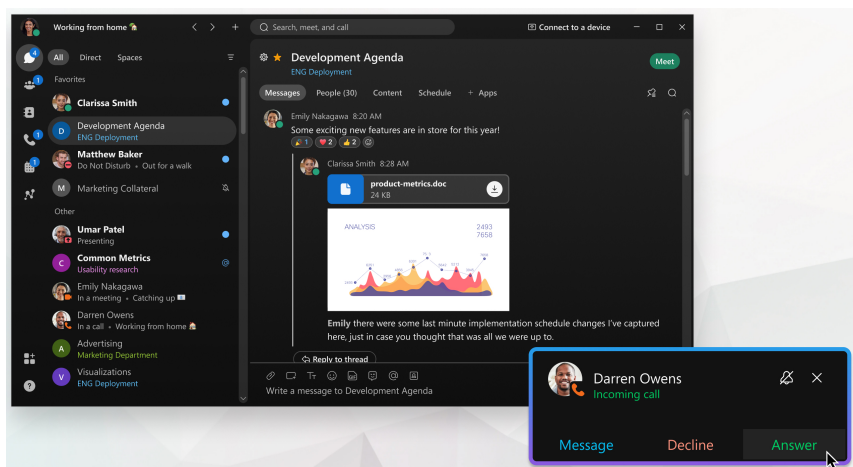 Working from home
Search, meet, and call
Connect to a device
4
All Direct Spaces
Favorites
1
Clarissa Smith
D
Development Agenda
ENG Deployment
1
Matthew Baker
Do Not Disturb • Out for a walk
1
M
Marketing Collateral
Other
Umar Patel
Presenting
C
Common Metrics
Usability research
@
Emily Nakagawa
In a meeting • Catching up
Darren Owens
In a call • Working from home
A
Advertising
Marketing Department
V
Visualizations
ENG Deployment
?
Development Agenda
ENG Deployment
Meet
Messages People (30) Content Schedule + Apps
Emily Nakagawa 8:20 AM
Some exciting new features are in store for this year!
1 2 2
Clarissa Smith 8:28 AM
product-metrics.doc
24 KB
ANALYSIS
2493
7658
Emily there were some last minute implementation schedule changes I've captured
here, just in case you thought that was all we were up to.
Reply to thread
Write a message to Development Agenda
Darren Owens
Incoming call
Message Decline Answer